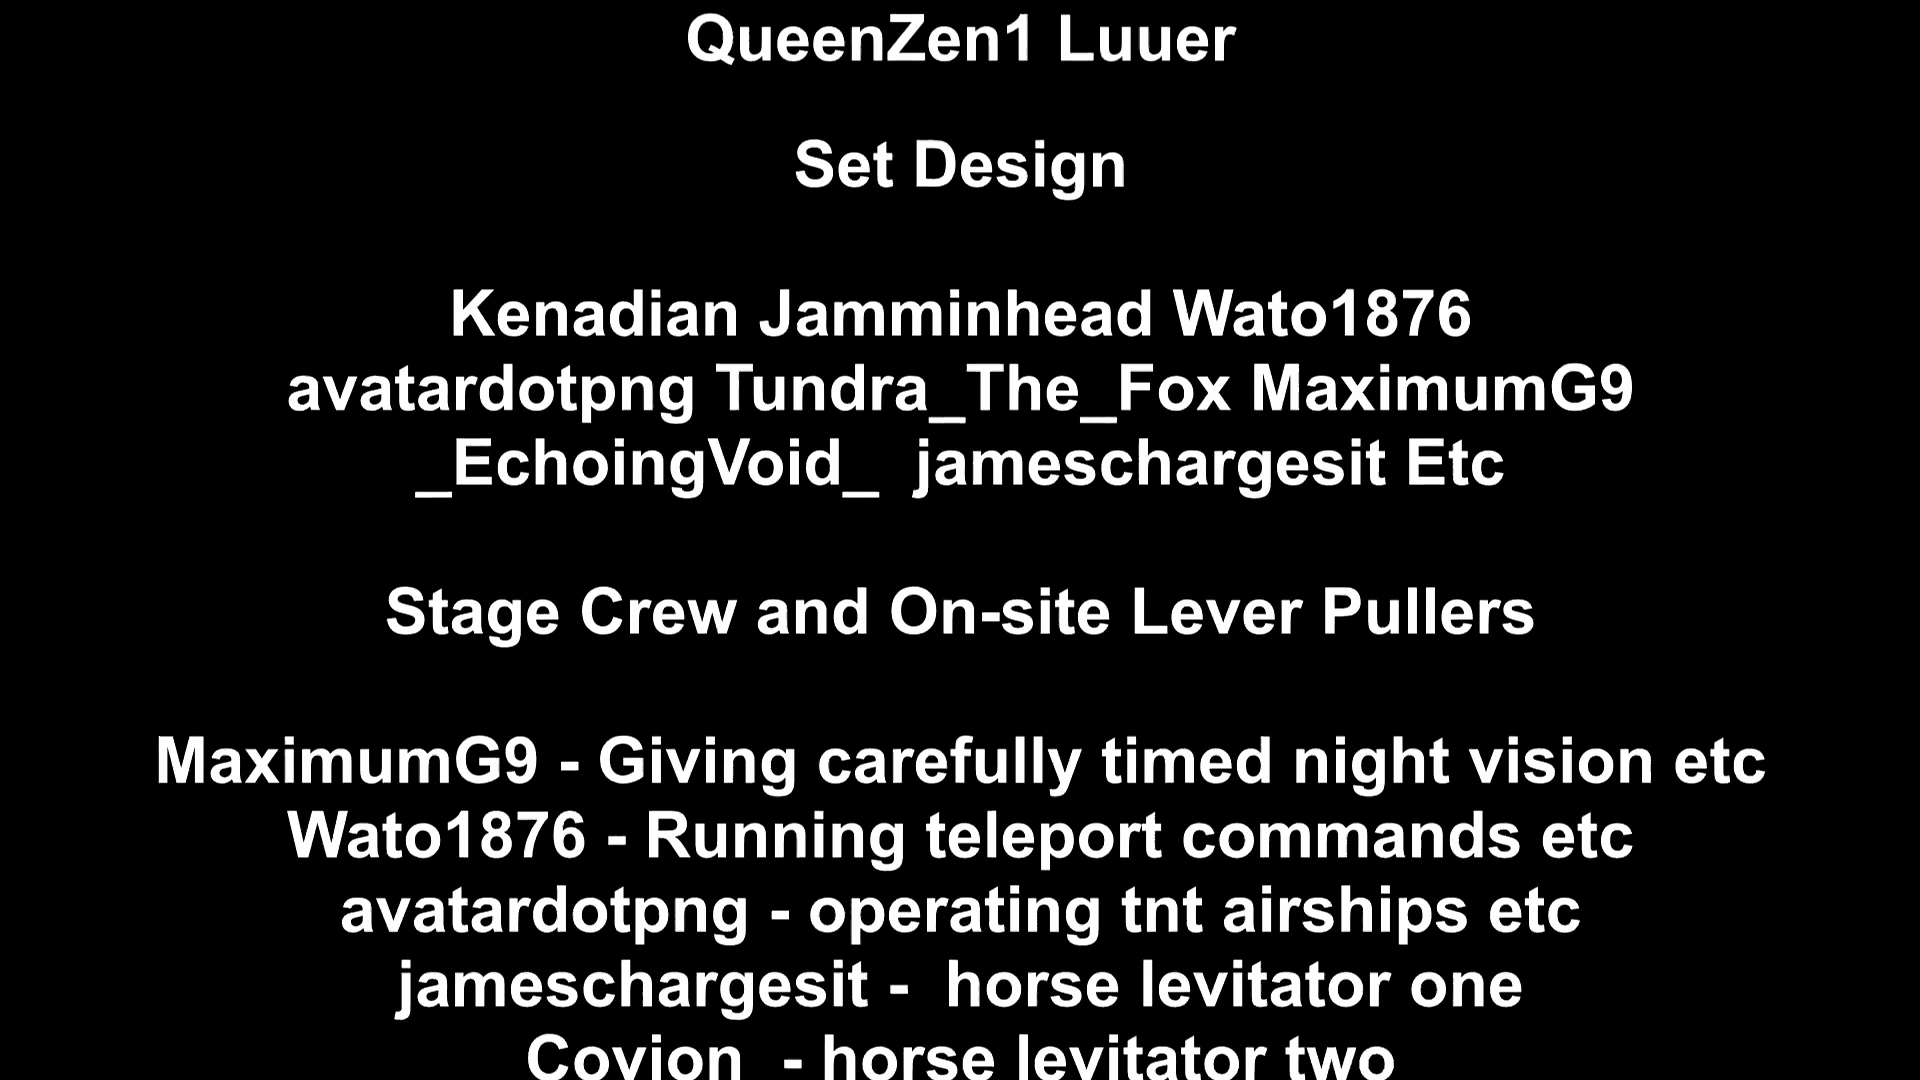 QueenZen1 Luuer
Set Design
Kenadian Jamminhead Wato1876
avatardotpng Tundra_The_Fox MaximumG9
_EchoingVoid_  jameschargesit Etc
Stage Crew and On-site Lever Pullers
MaximumG9 - Giving carefully timed night vision etc
Wato1876 - Running teleport commands etc
avatardotpng - operating tnt airships etc
jameschargesit -  horse levitator one
Covion  - horse levitator two